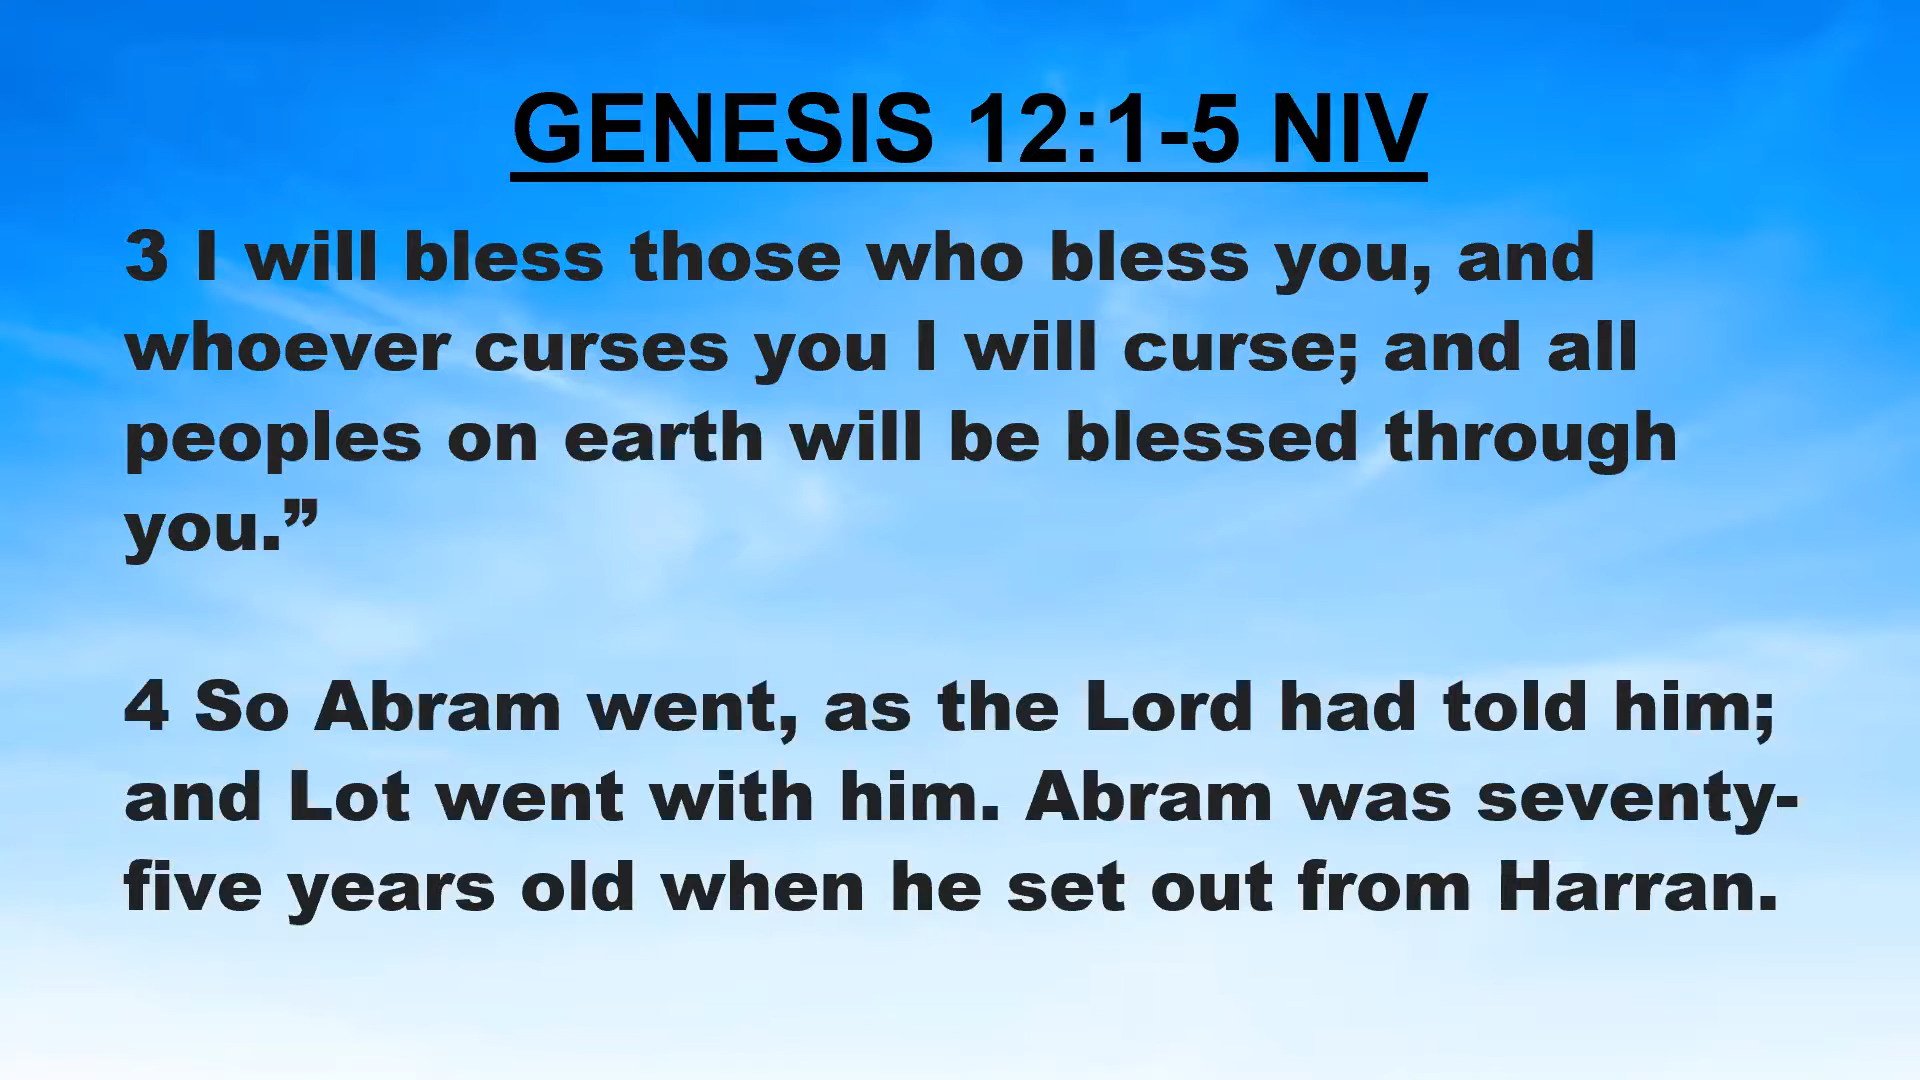 GENESIS 12:1-5 NIV
3 I will bless those who bless you, and
whoever curses you I will curse; and all
peoples on earth will be blessed through
you.”
4 So Abram went, as the Lord had told him;
and Lot went with him. Abram was seventy-
five years old when he set out from Harran.